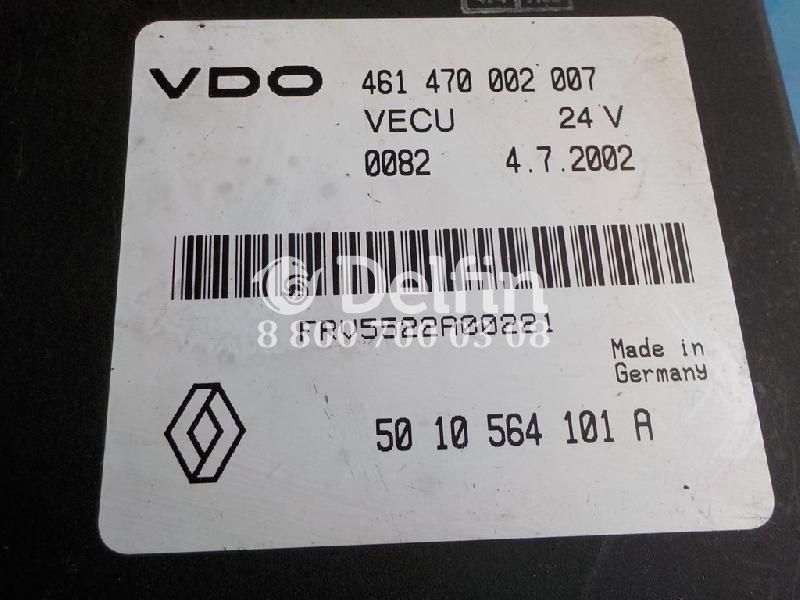 VDO 461 470 002 007
VECU 24 V
0082 4.7.2002
Delfin
8 800 700 03 08
FRV5522A00221
Made in
Germany
50 10 564 101 A